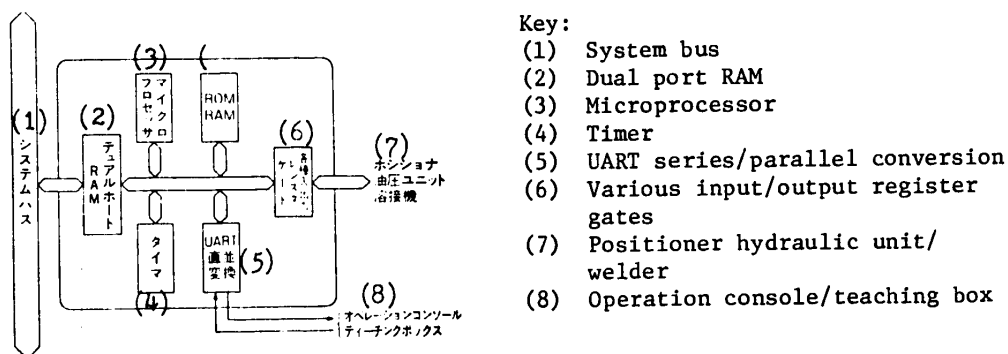 (1)
システムバス
(2)
デュアルポート
RAM
(3)
マイクロ
プロセッサ
(
ROM
RAM
タイマ
(4)
UART
直並
変換
(5)
(6)
(7)
ポジショナ
油圧ユニット
溶接機
(8)
オペレーションコンソール
ティーチングボックス
Key:
(1) System bus
(2) Dual port RAM
(3) Microprocessor
(4) Timer
(5) UART series/parallel conversion
(6) Various input/output register
gates
(7) Positioner hydraulic unit/
welder
(8) Operation console/teaching box